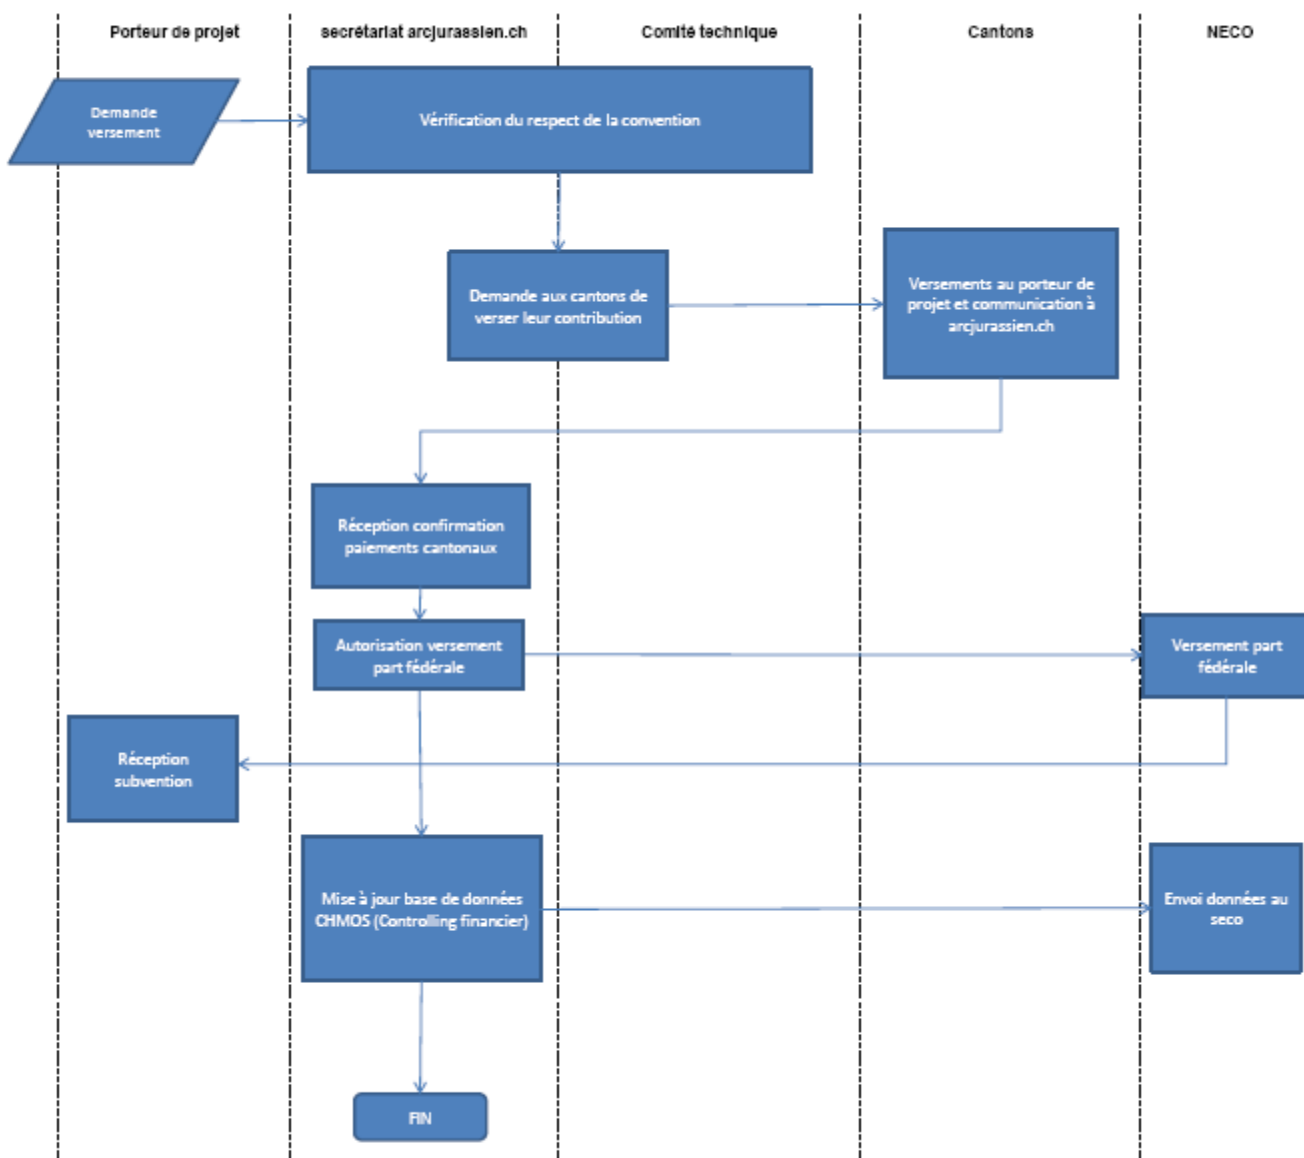 Porteur de projet
secrétariat arcjurassien.ch
Comité technique
Cantons
NECO
Demande
versement
Vérification du respect de la convention
Demande aux cantons de
verser leur contribution
Versements au porteur de
projet et communication à
arcjurassien.ch
Réception confirmation
paiements cantonaux
Autorisation versement
part fédérale
Versement part
fédérale
Réception
subvention
Mise à jour base de données
CHMOS (Controlling financier)
Envoi données au
seco
FIN